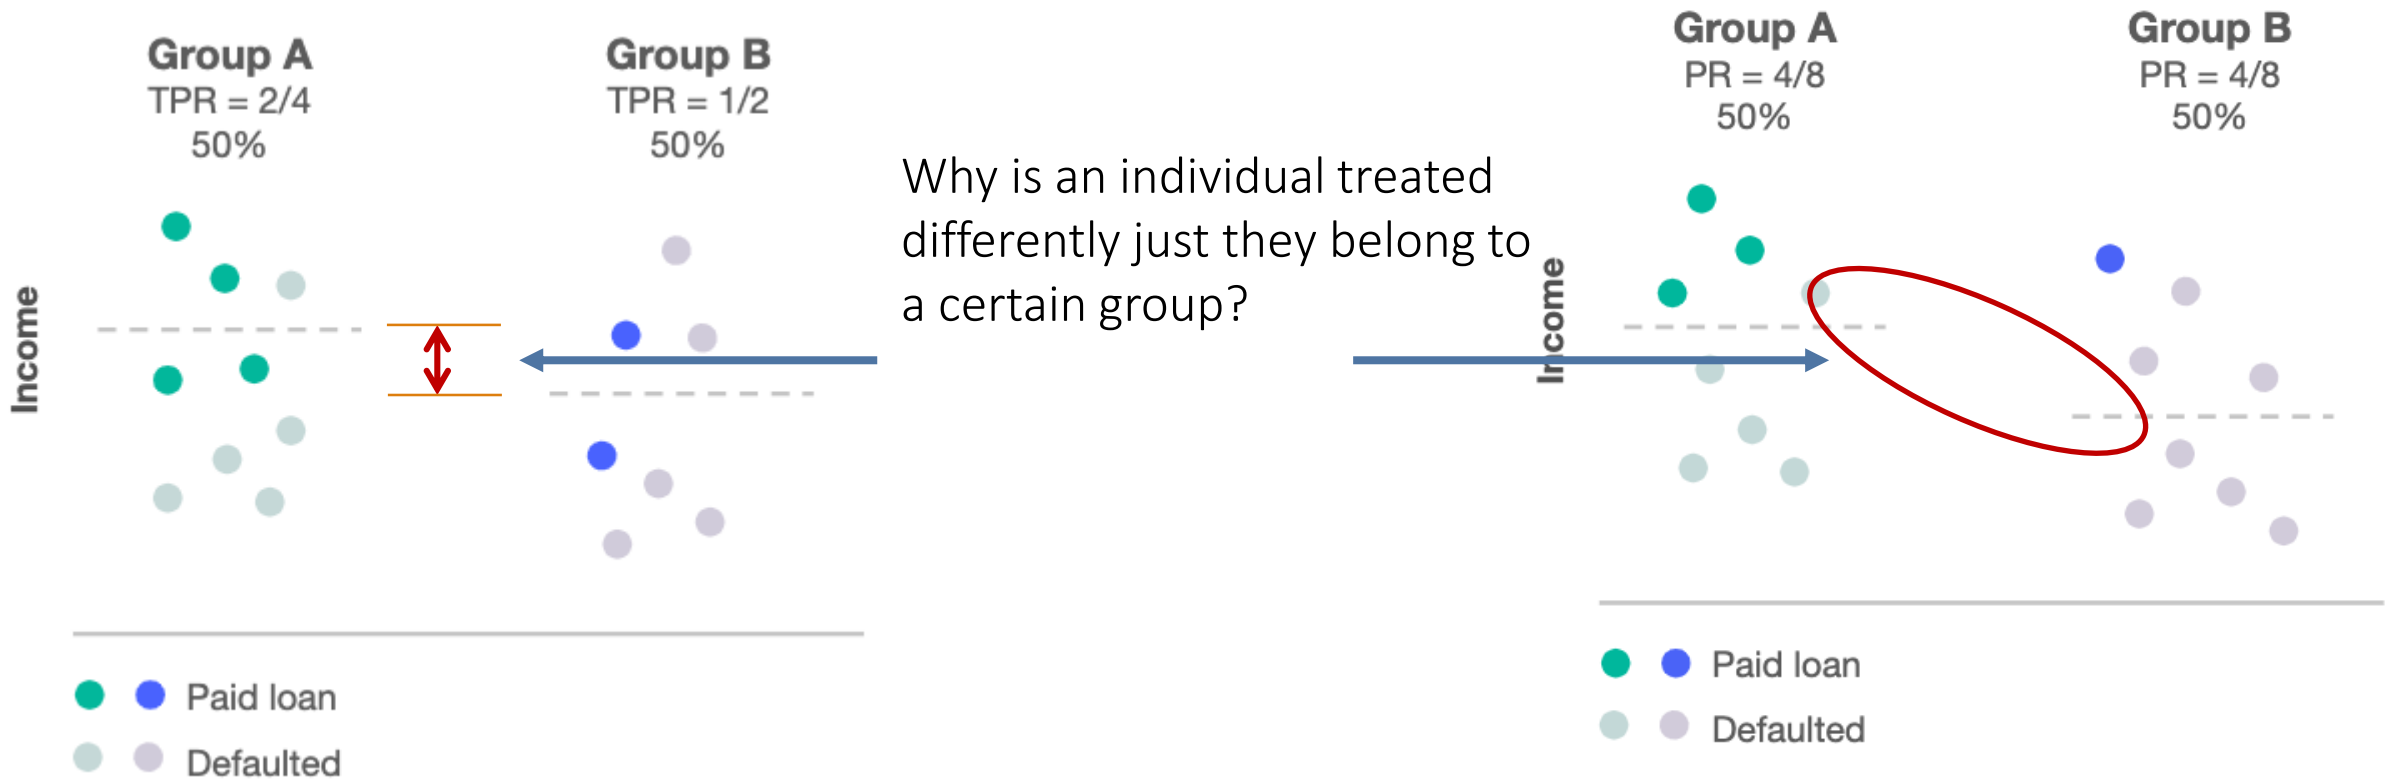 Group A
TPR = 2/4
50%
Group B
TPR = 1/2
50%
Income
Paid loan
Defaulted
Why is an individual treated
differently just they belong to
a certain group?
Group A
PR = 4/8
50%
Group B
PR = 4/8
50%
Income
Paid loan
Defaulted